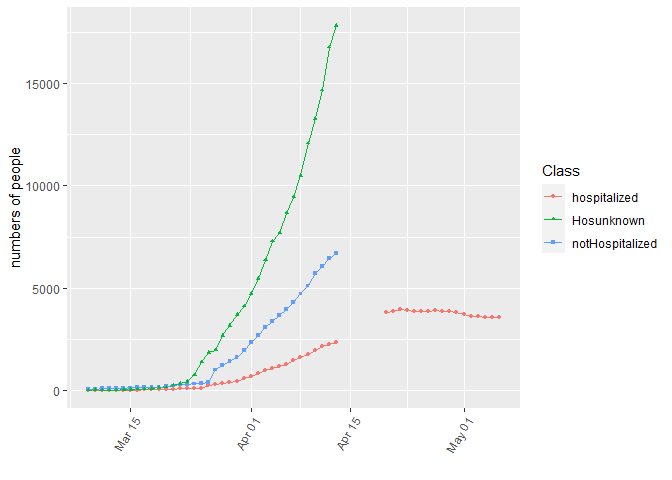 numbers of people
15000
10000
5000
0
Mar 15
Apr 01
Apr 15
May 01
Class
hospitalized
Hosunknown
notHospitalized